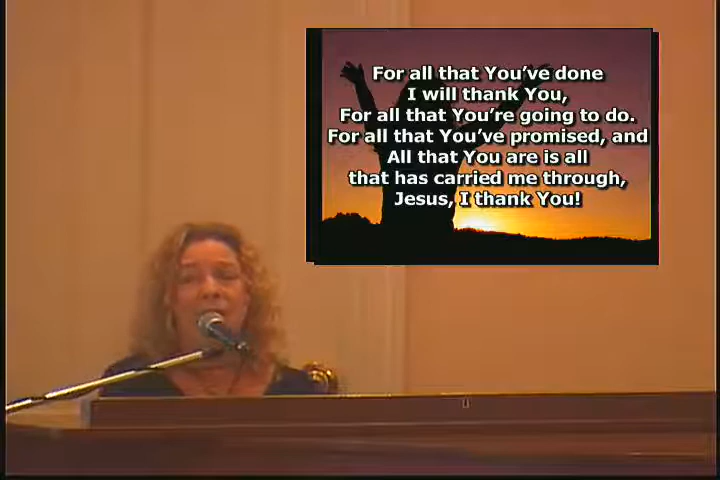 For all that You've done
I will thank You,
For all that You're going to do.
For all that You've promised, and
All that You are is all
that has carried me through,
Jesus, I thank You!